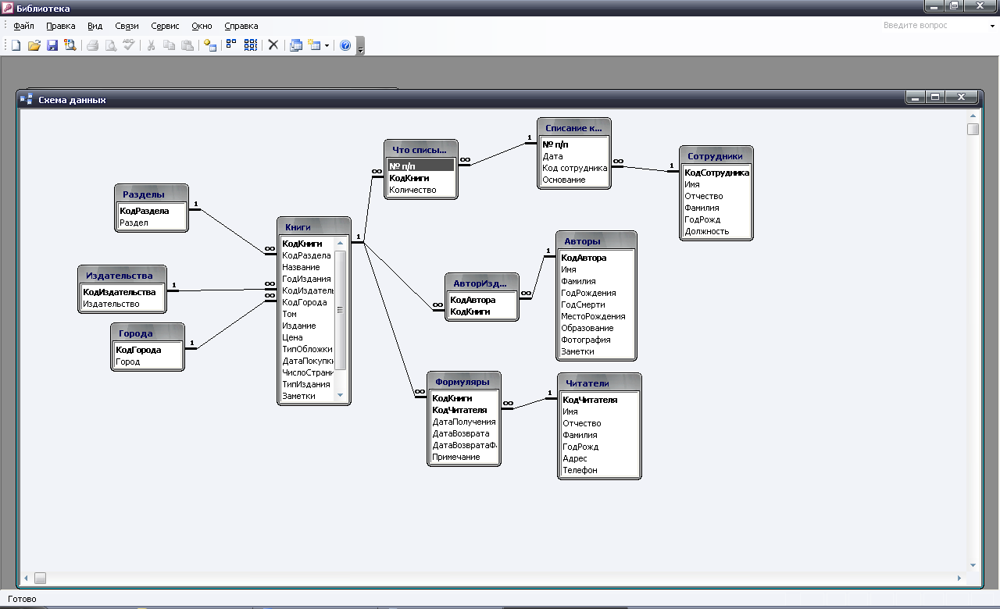 Библиотека
Файл Правка Вид Связи Сервис Окно Справка
Введите вопрос
Схема данных
Разделы
КодРаздела
Раздел
Издательства
КодИздательства
Издательство
Города
КодГорода
Город
Книги
КодКниги
КодРаздела
Название
ГодИздания
КодИздатель
КодГорода
Том
Издание
Цена
ТипОбложки
ДатаПокупки
ЧислоСтрани
ТипИздания
Заметки
Что списы...
№ п/п
КодКниги
Количество
Списание к...
№ п/п
Дата
Код сотрудника
Основание
Сотрудники
КодСотрудника
Имя
Отчество
Фамилия
ГодРожд
Должность
АвторИзд...
КодАвтора
КодКниги
Авторы
КодАвтора
Имя
Фамилия
ГодРождения
ГодСмерти
МестоРождения
Образование
Фотография
Заметки
Формуляры
КодКниги
КодЧитателя
ДатаПолучения
ДатаВозврата
ДатаВозвратаФ
Примечание
Читатели
КодЧитателя
Имя
Отчество
Фамилия
ГодРожд
Адрес
Телефон
1 ∞
1 ∞
1 ∞
1 ∞
∞ 1
∞ 1
∞
∞ 1
∞
∞ 1
Готово